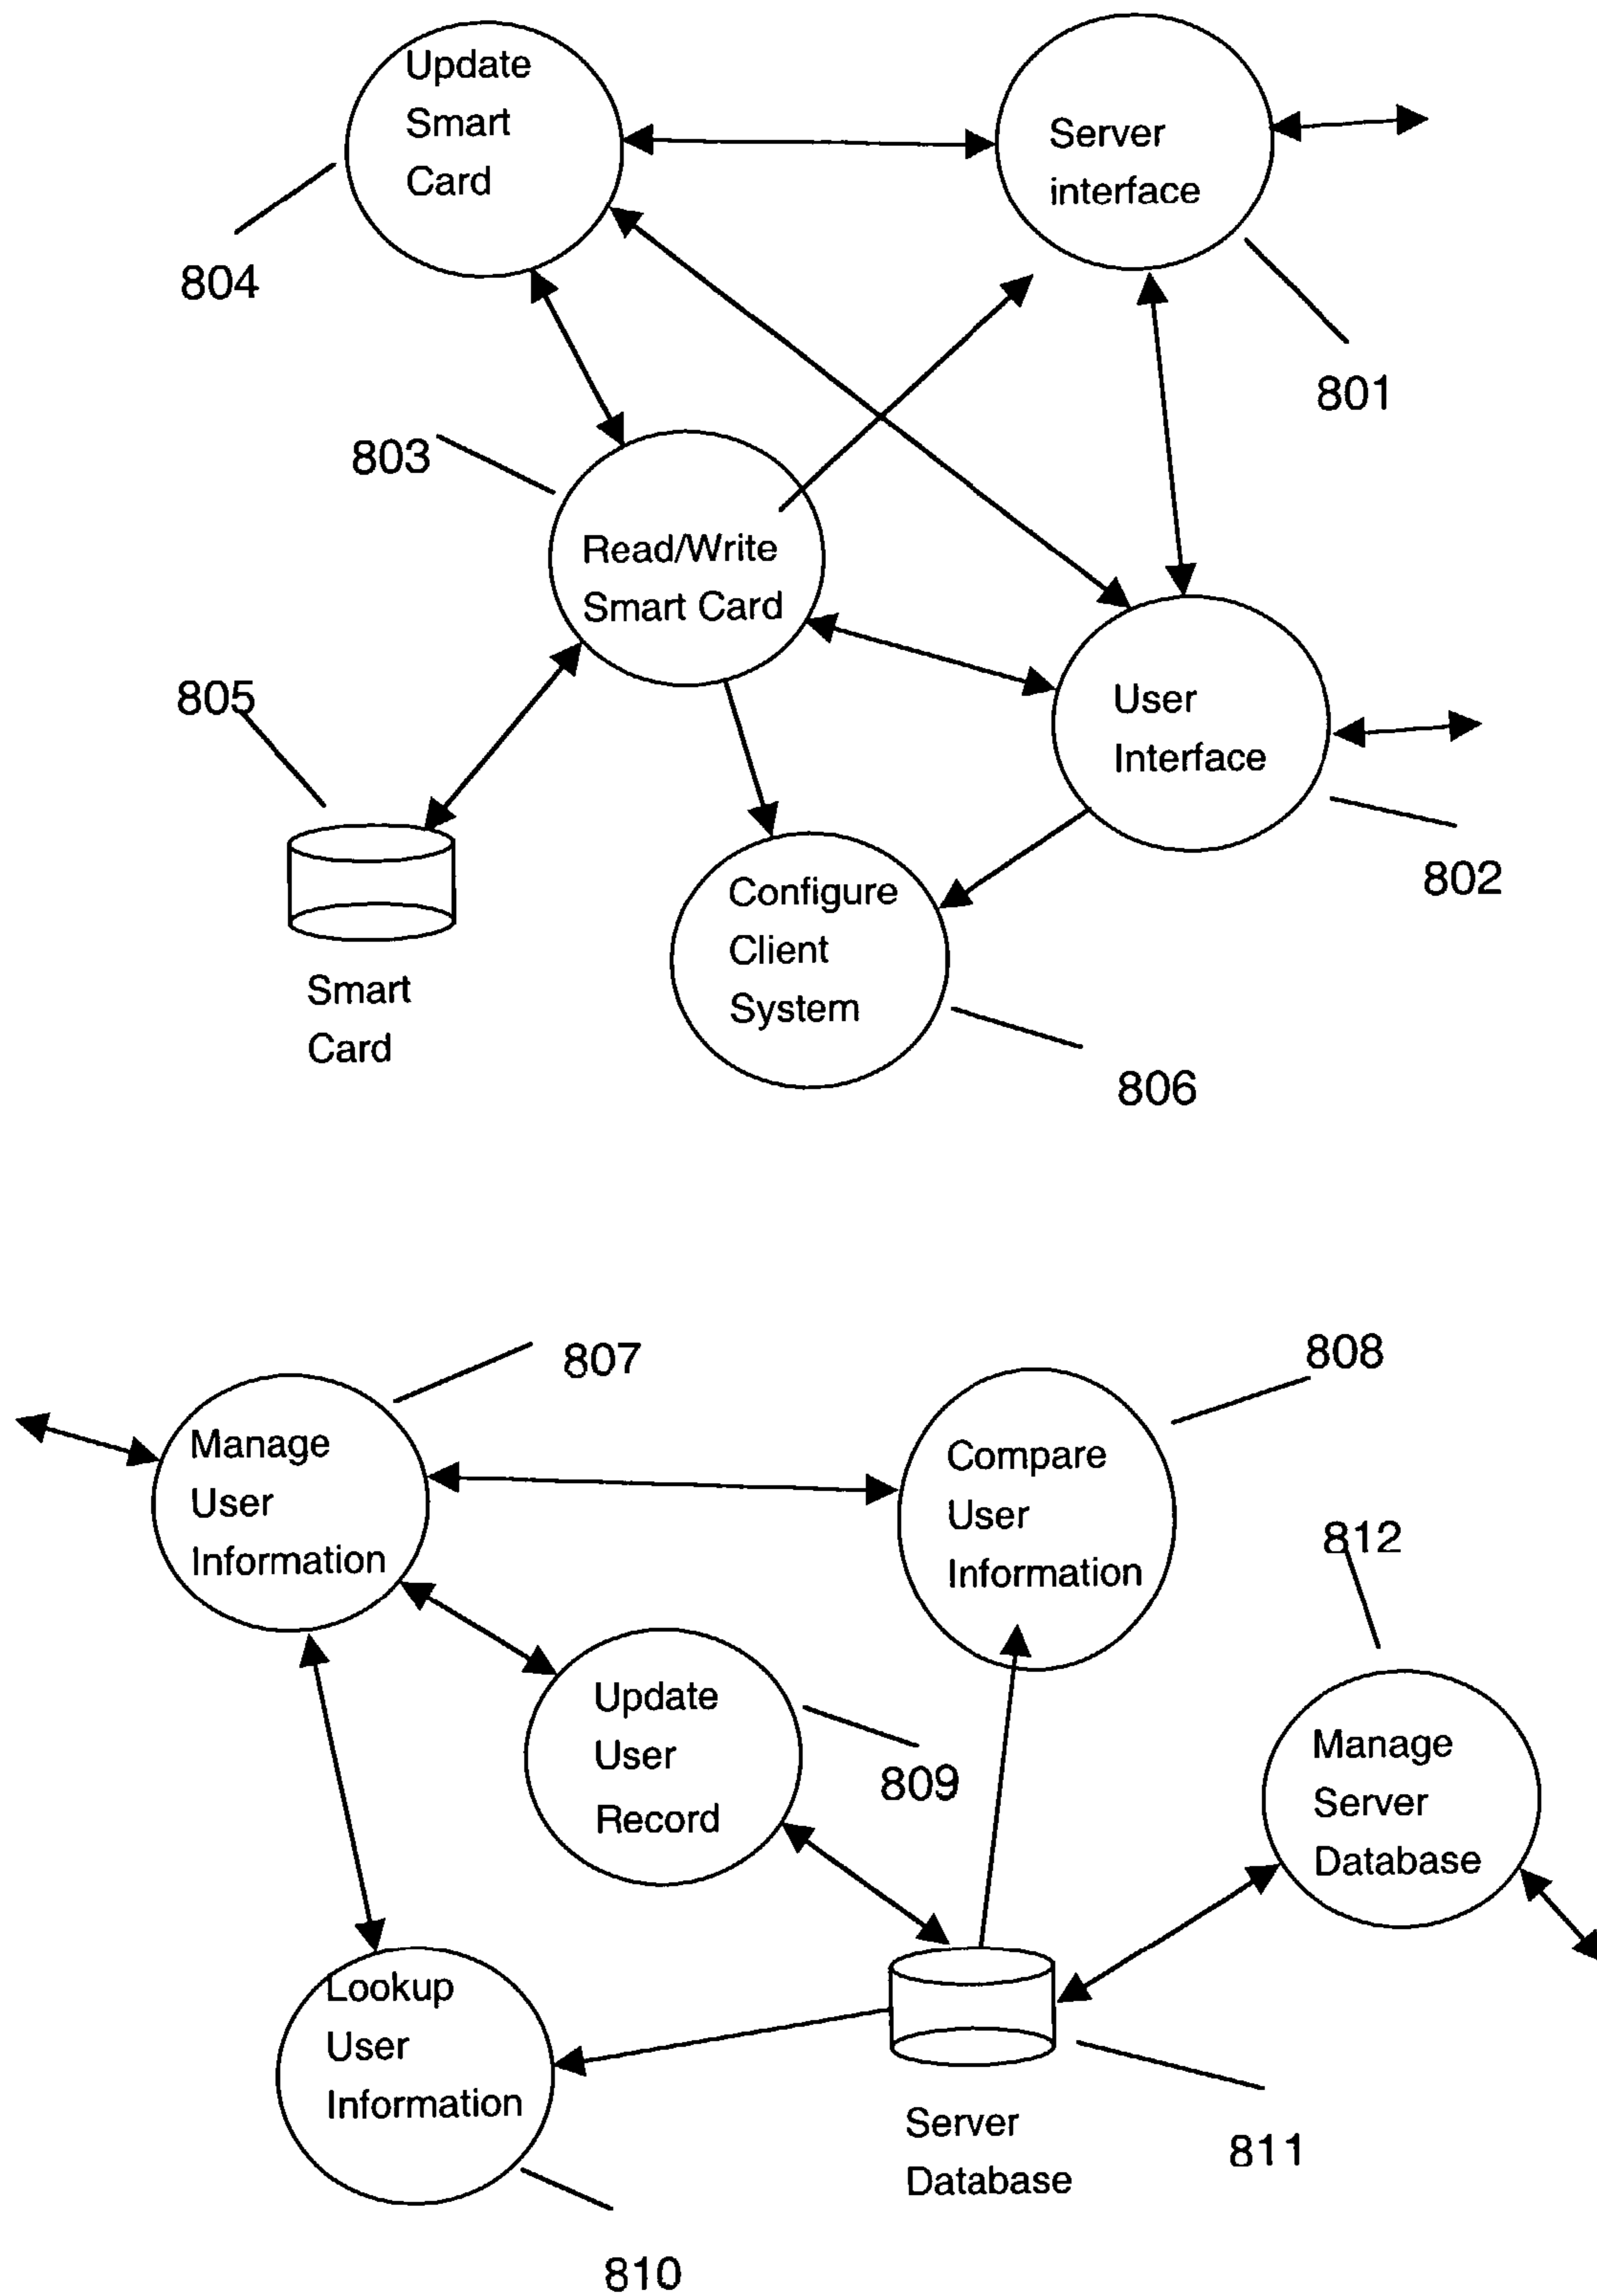 Update
Smart
Card
Server
interface
804
801
803
Read/Write
Smart Card
805
User
Interface
802
Configure
Client
System
Smart
Card
806
807
808
Manage
User
Information
Compare
User
Information
812
Update
User
Record
809
Manage
Server
Database
Lookup
User
Information
Server
Database
811
810